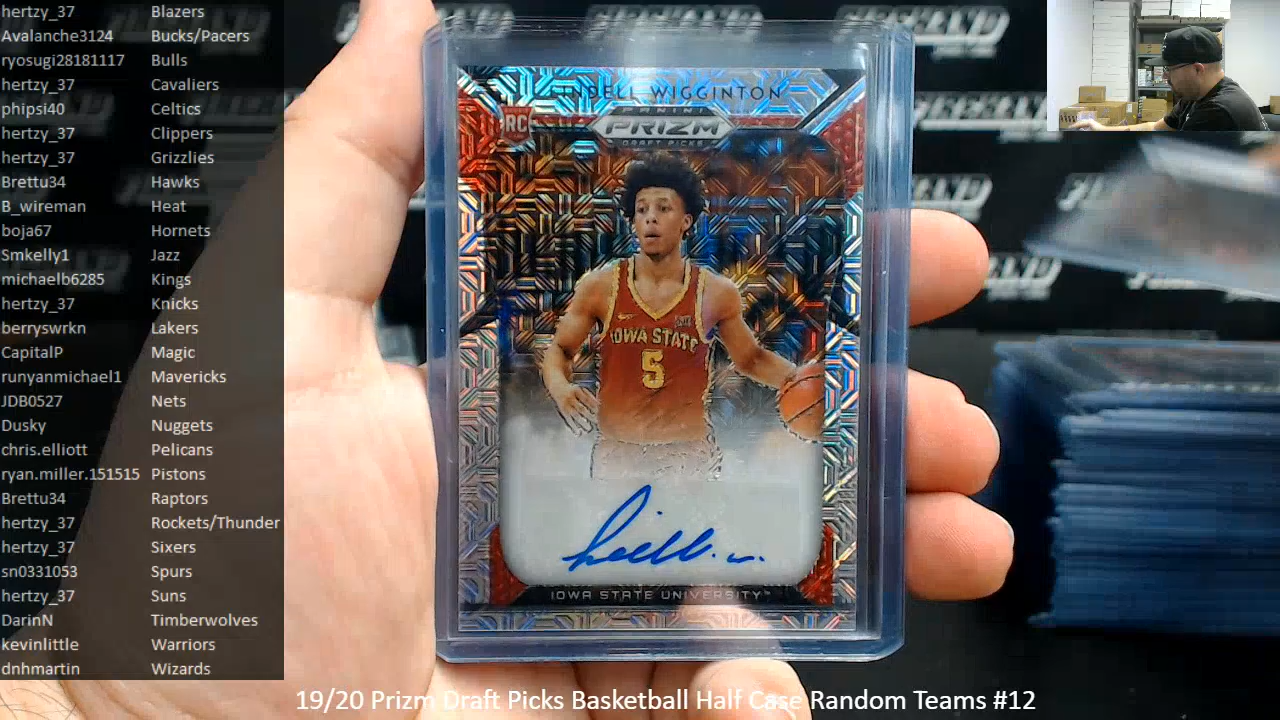 hertzy_37 Blazers
Avalanche3124 Bucks/Pacers
ryosugi28181117 Bulls
hertzy_37 Cavaliers
phipsi40 Celtics
hertzy_37 Clippers
hertzy_37 Grizzlies
Brettu34 Hawks
B_wireman Heat
boja67 Hornets
Smkelly1 Jazz
michaelb6285 Kings
hertzy_37 Knicks
berryswrkn Lakers
CapitalP Magic
runyanmichael1 Mavericks
JDB0527 Nets
Dusky Nuggets
chris.elliott Pelicans
ryan.miller.151515 Pistons
Brettu34 Raptors
hertzy_37 Rockets/Thunder
hertzy_37 Sixers
sn0331053 Spurs
hertzy_37 Suns
DarinN Timberwolves
kevinlittle Warriors
dnhmartin Wizards
WIGGINTON
PANINI
RC
PRIZM
DRAFT PICKS
IOWA STATE
5
IOWA STATE UNIVERSITY
19/20 Prizm Draft Picks Basketball Half Case Random Teams #12